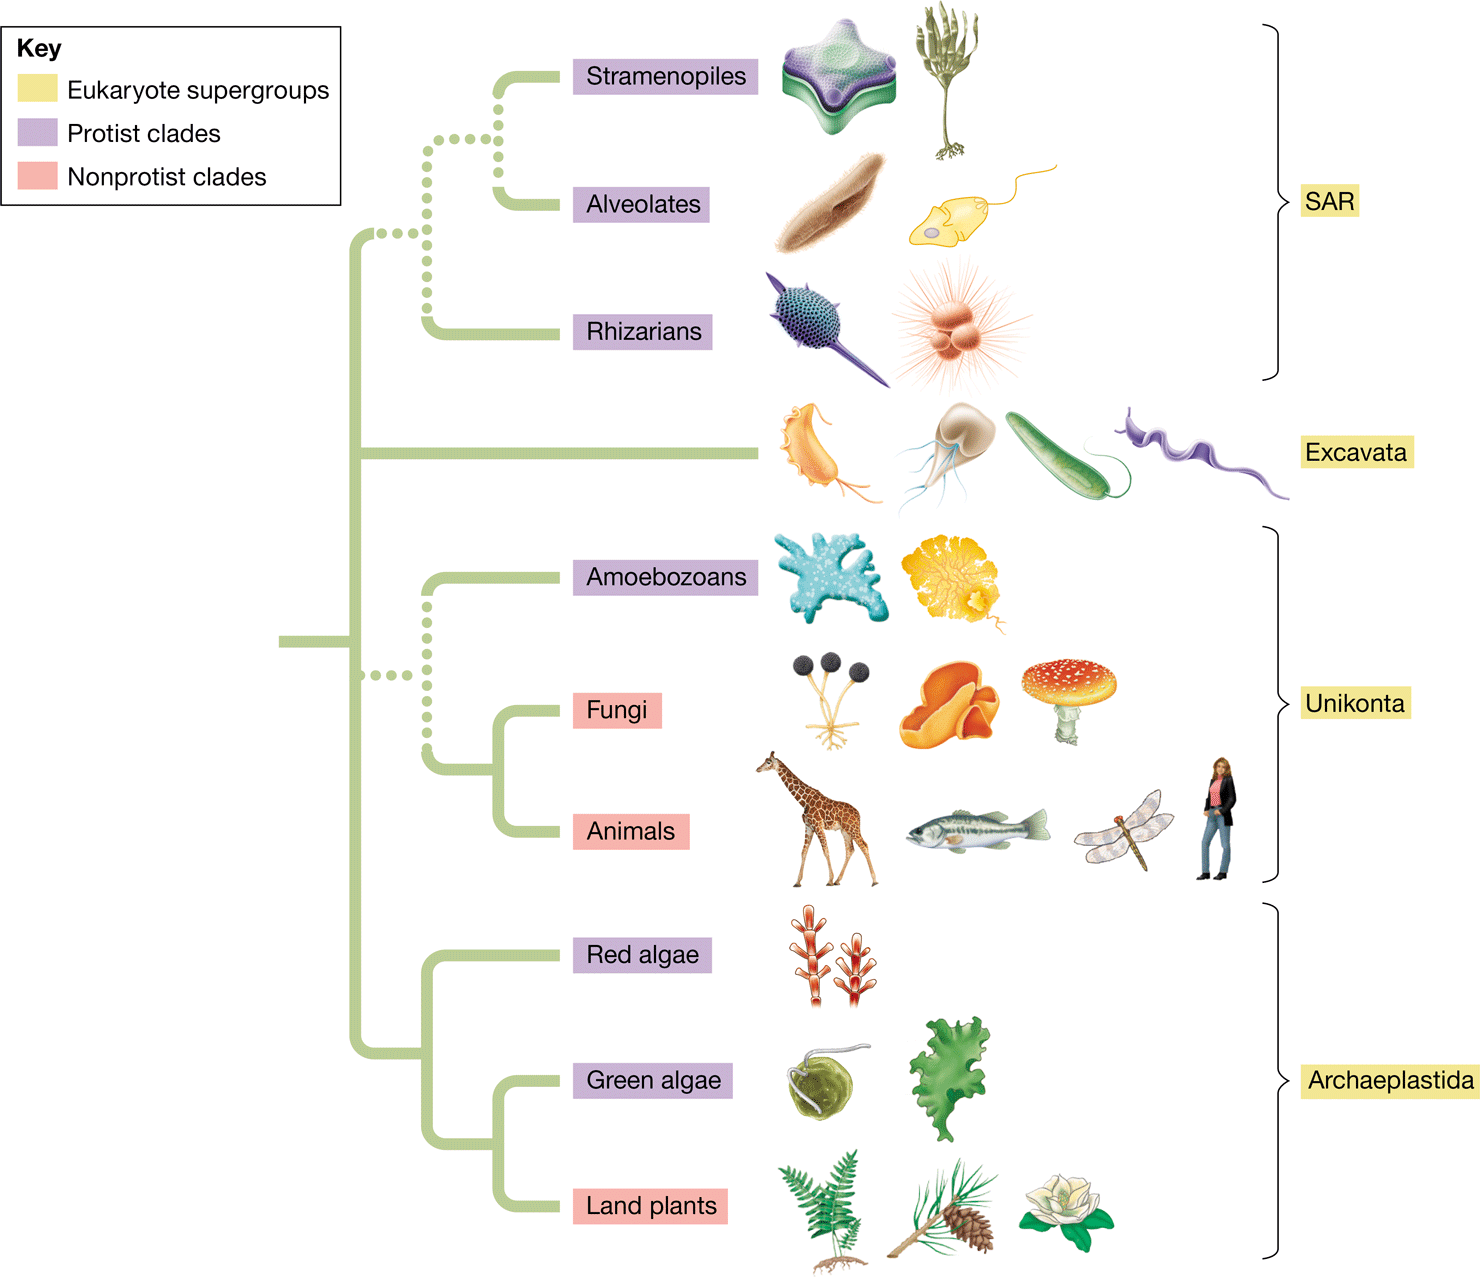 Key
Eukaryote supergroups
Protist clades
Nonprotist clades
Stramenopiles
Alveolates
SAR
Rhizarians
Excavata
Amoebozoans
Fungi
Unikonta
Animals
Red algae
Green algae
Archaeplastida
Land plants